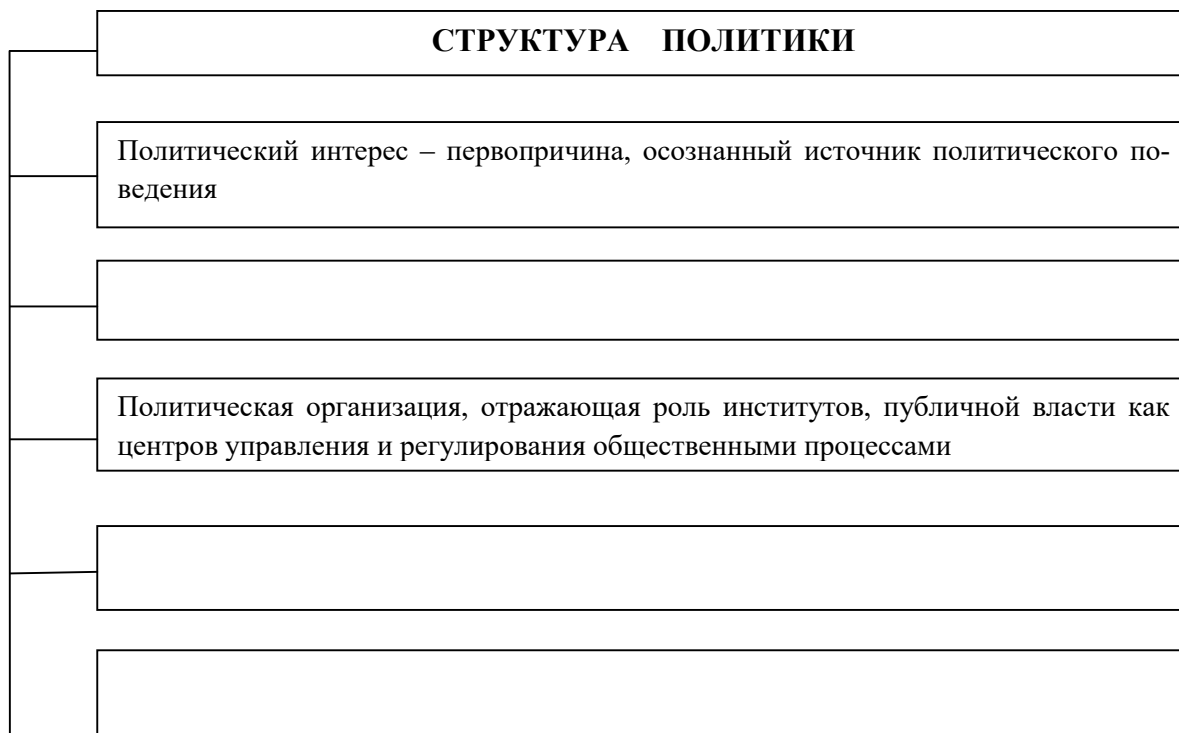 СТРУКТУРА ПОЛИТИКИ
Политический интерес – первопричина, осознанный источник политического по-
ведения
Политическая организация, отражающая роль институтов, публичной власти как
центров управления и регулирования общественными процессами